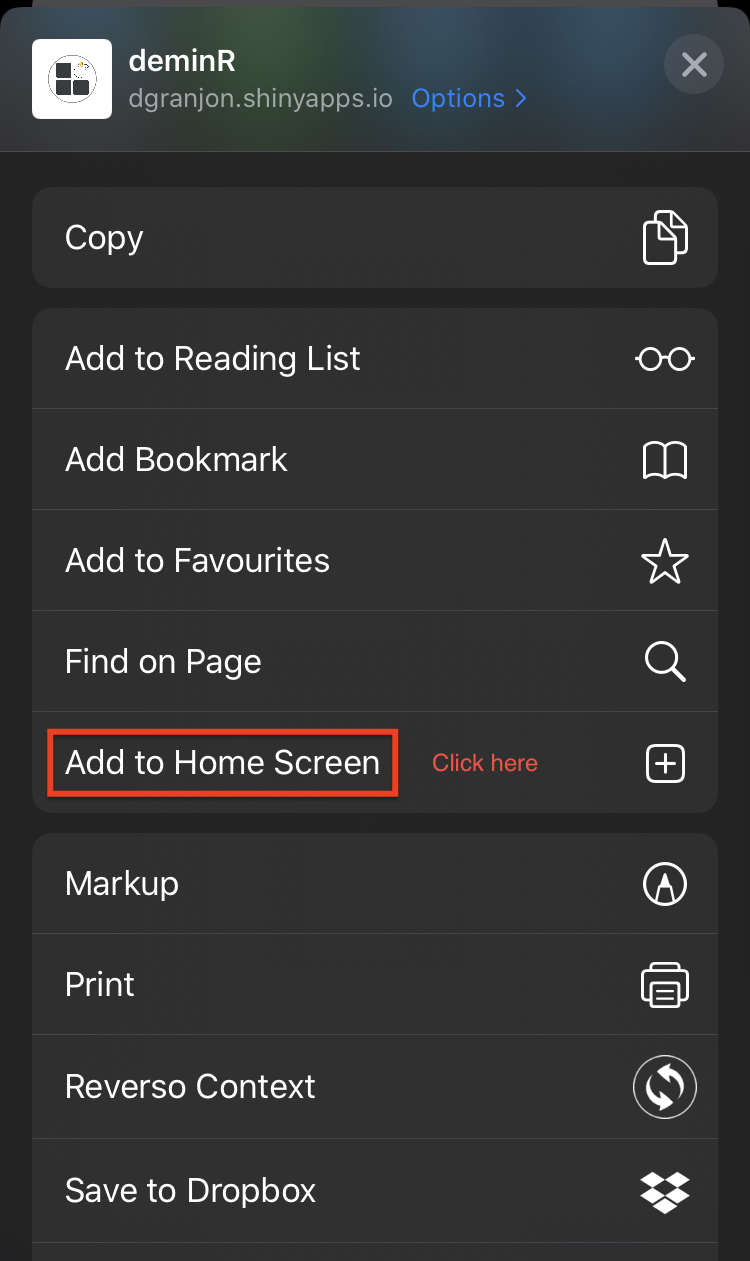 deminR
dgranjon.shinyapps.io Options >
Copy
Add to Reading List
Add Bookmark
Add to Favourites
Find on Page
Add to Home Screen Click here
Markup
Print
Reverso Context
Save to Dropbox